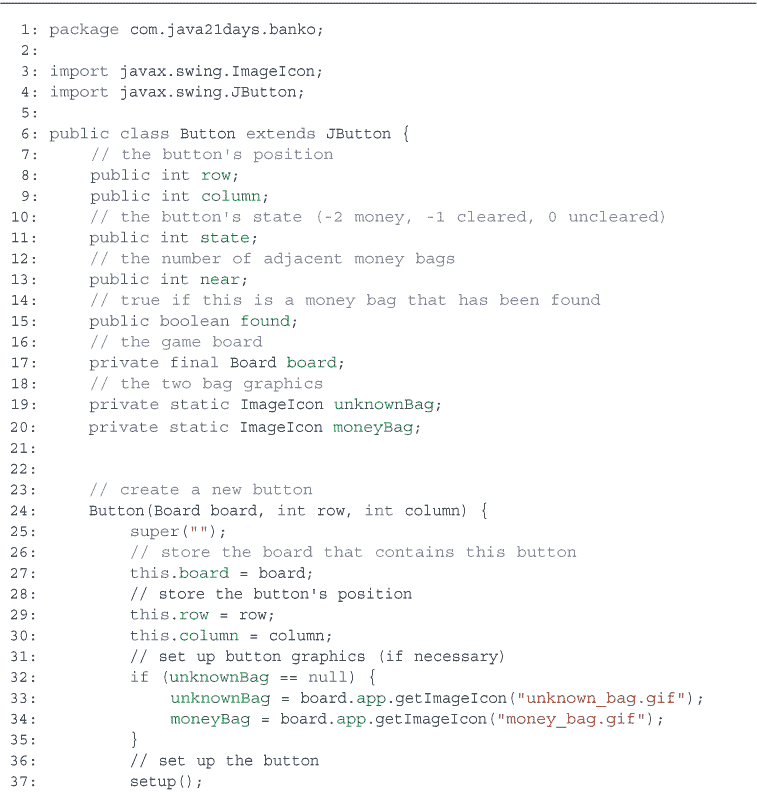 1: package com.java21days.banko;
2:
3: import javax.swing.ImageIcon;
4: import javax.swing.JButton;
5:
6: public class Button extends JButton {
7:     // the button's position
8:     public int row;
9:     public int column;
10:     // the button's state (-2 money, -1 cleared, 0 uncleared)
11:     public int state;
12:     // the number of adjacent money bags
13:     public int near;
14:     // true if this is a money bag that has been found
15:     public boolean found;
16:     // the game board
17:     private final Board board;
18:     // the two bag graphics
19:     private static ImageIcon unknownBag;
20:     private static ImageIcon moneyBag;
21:
22:
23:     // create a new button
24:     Button(Board board, int row, int column) {
25:         super("");
26:         // store the board that contains this button
27:         this.board = board;
28:         // store the button's position
29:         this.row = row;
30:         this.column = column;
31:         // set up button graphics (if necessary)
32:         if (unknownBag == null) {
33:             unknownBag = board.app.getImageIcon("unknown_bag.gif");
34:             moneyBag = board.app.getImageIcon("money_bag.gif");
35:         }
36:         // set up the button
37:         setup();